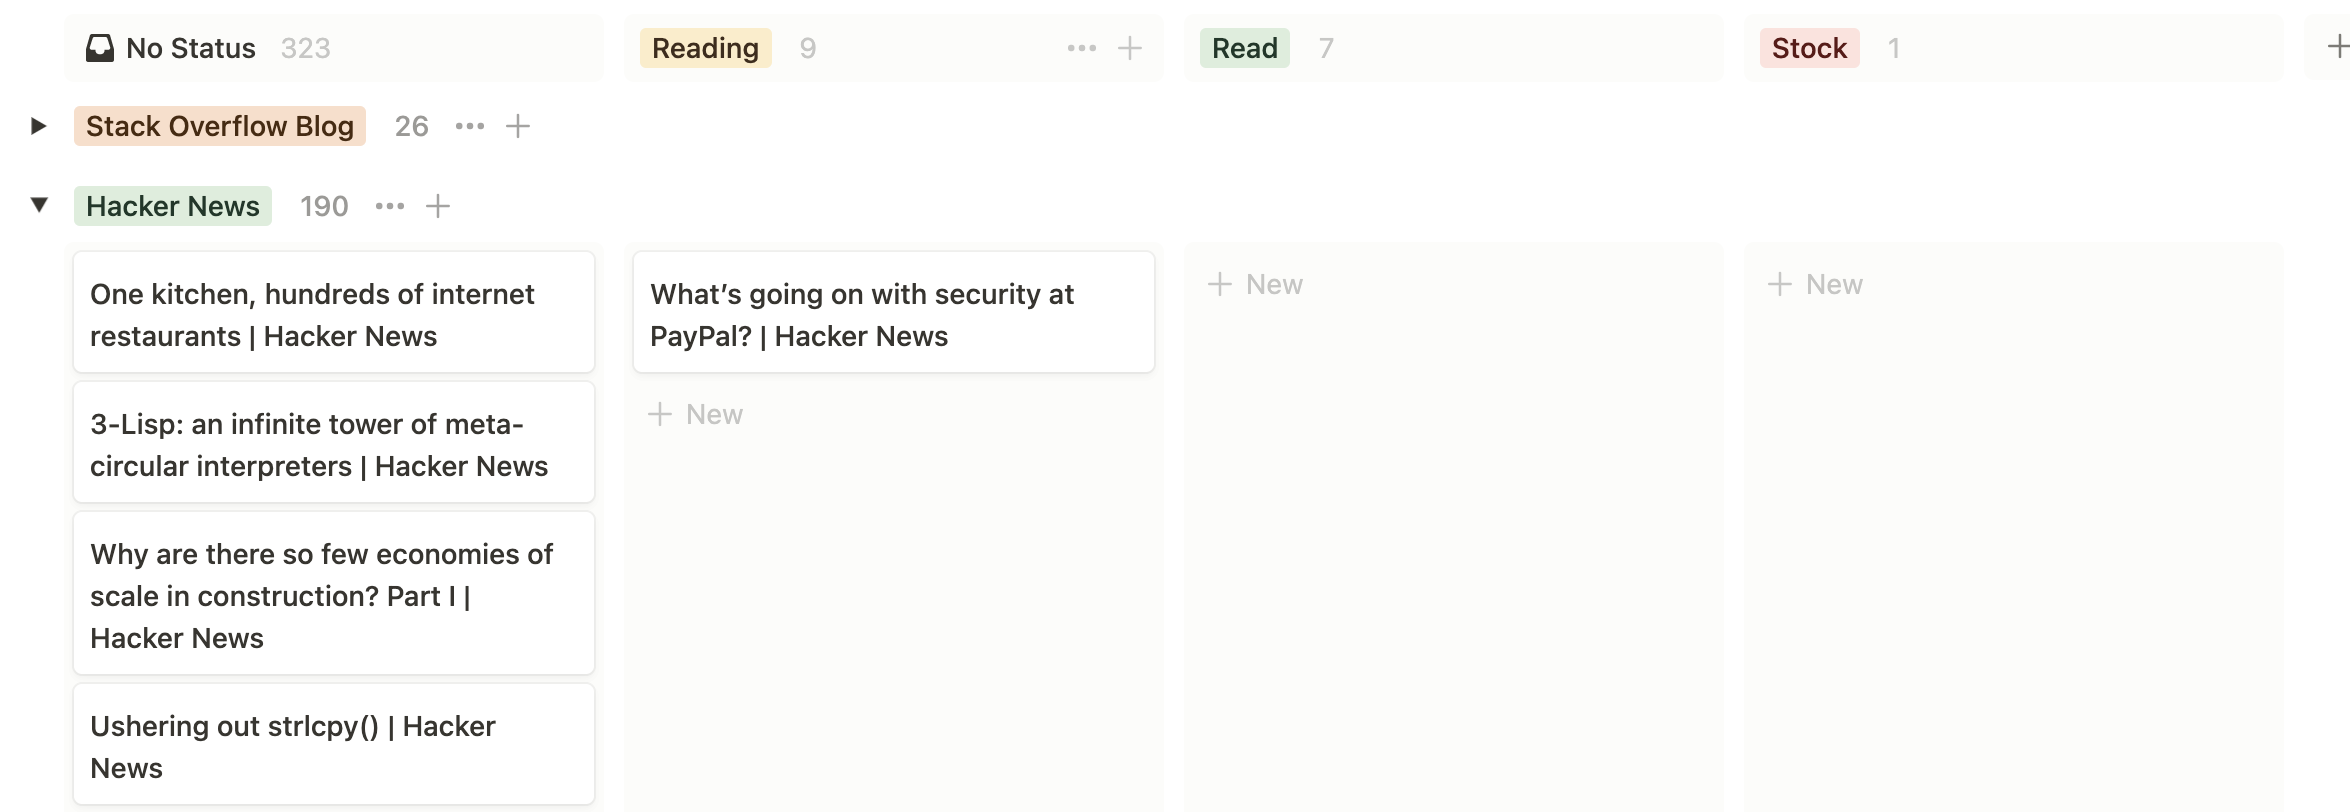 No Status 323
Reading 9
Read 7
Stock 1
Stack Overflow Blog 26
Hacker News 190
One kitchen, hundreds of internet
restaurants | Hacker News
3-Lisp: an infinite tower of meta-
circular interpreters | Hacker News
Why are there so few economies of
scale in construction? Part I |
Hacker News
Ushering out strlcpy() | Hacker
News
What’s going on with security at
PayPal? | Hacker News
New
New
New